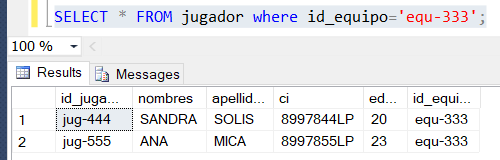 SELECT * FROM jugador where id_equipo='equ-333';
100 %
Results Messages
id_juga... nombres apellid... ci ed... id_equi...
1 jug-444 SANDRA SOLIS 8997844LP 20 equ-333
2 jug-555 ANA MICA 8997855LP 23 equ-333